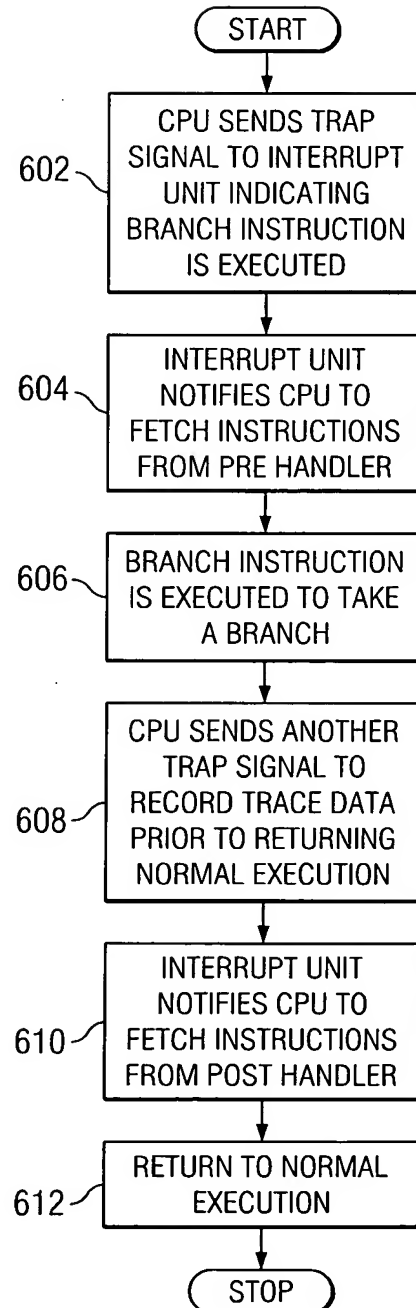 START
602
CPU SENDS TRAP
SIGNAL TO INTERRUPT
UNIT INDICATING
BRANCH INSTRUCTION
IS EXECUTED
604
INTERRUPT UNIT
NOTIFIES CPU TO
FETCH INSTRUCTIONS
FROM PRE HANDLER
606
BRANCH INSTRUCTION
IS EXECUTED TO TAKE
A BRANCH
608
CPU SENDS ANOTHER
TRAP SIGNAL TO
RECORD TRACE DATA
PRIOR TO RETURNING
NORMAL EXECUTION
610
INTERRUPT UNIT
NOTIFIES CPU TO
FETCH INSTRUCTIONS
FROM POST HANDLER
612
RETURN TO NORMAL
EXECUTION
STOP